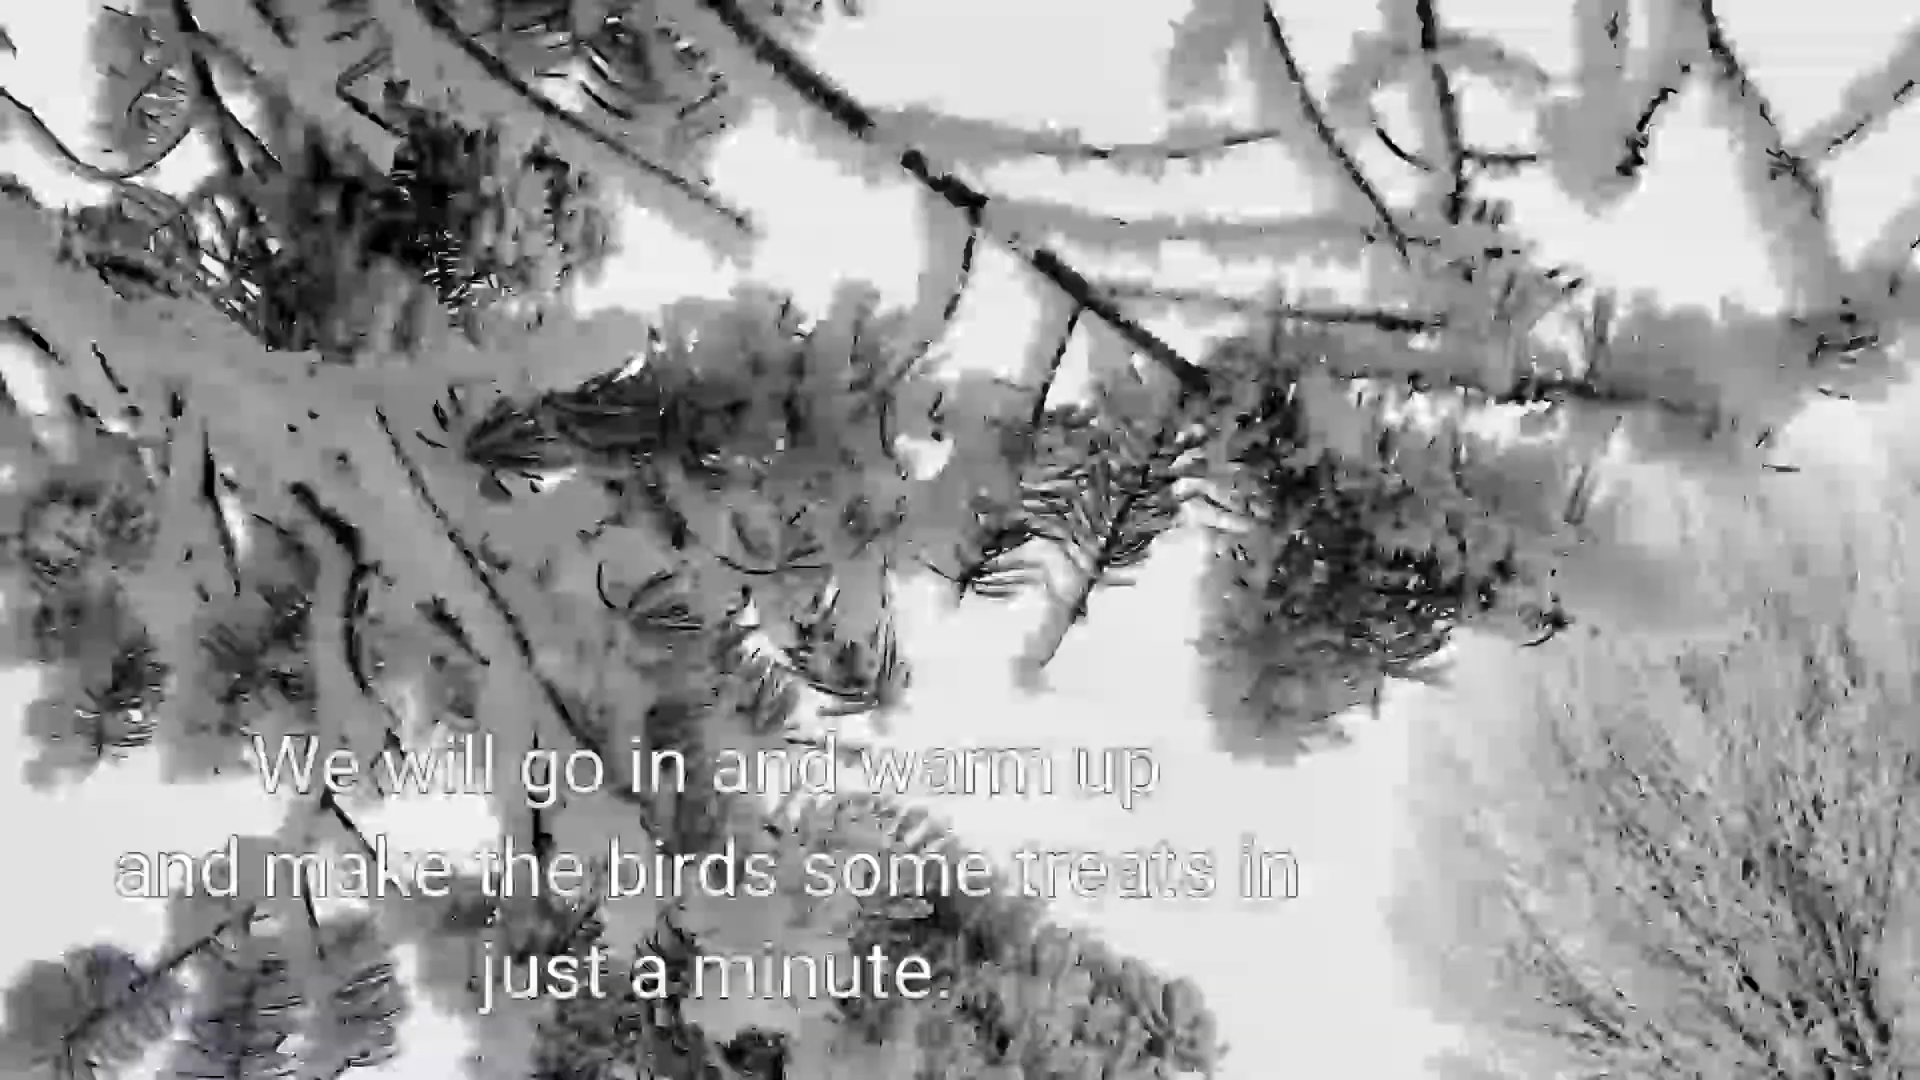 We will go in and warm up
and make the birds some treats in
just a minute.